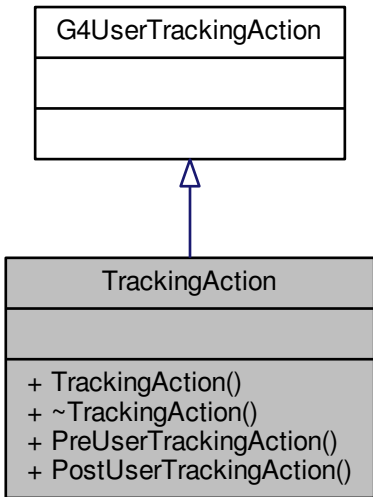 G4UserTrackingAction
TrackingAction
+ TrackingAction()
+ ~TrackingAction()
+ PreUserTrackingAction()
+ PostUserTrackingAction()